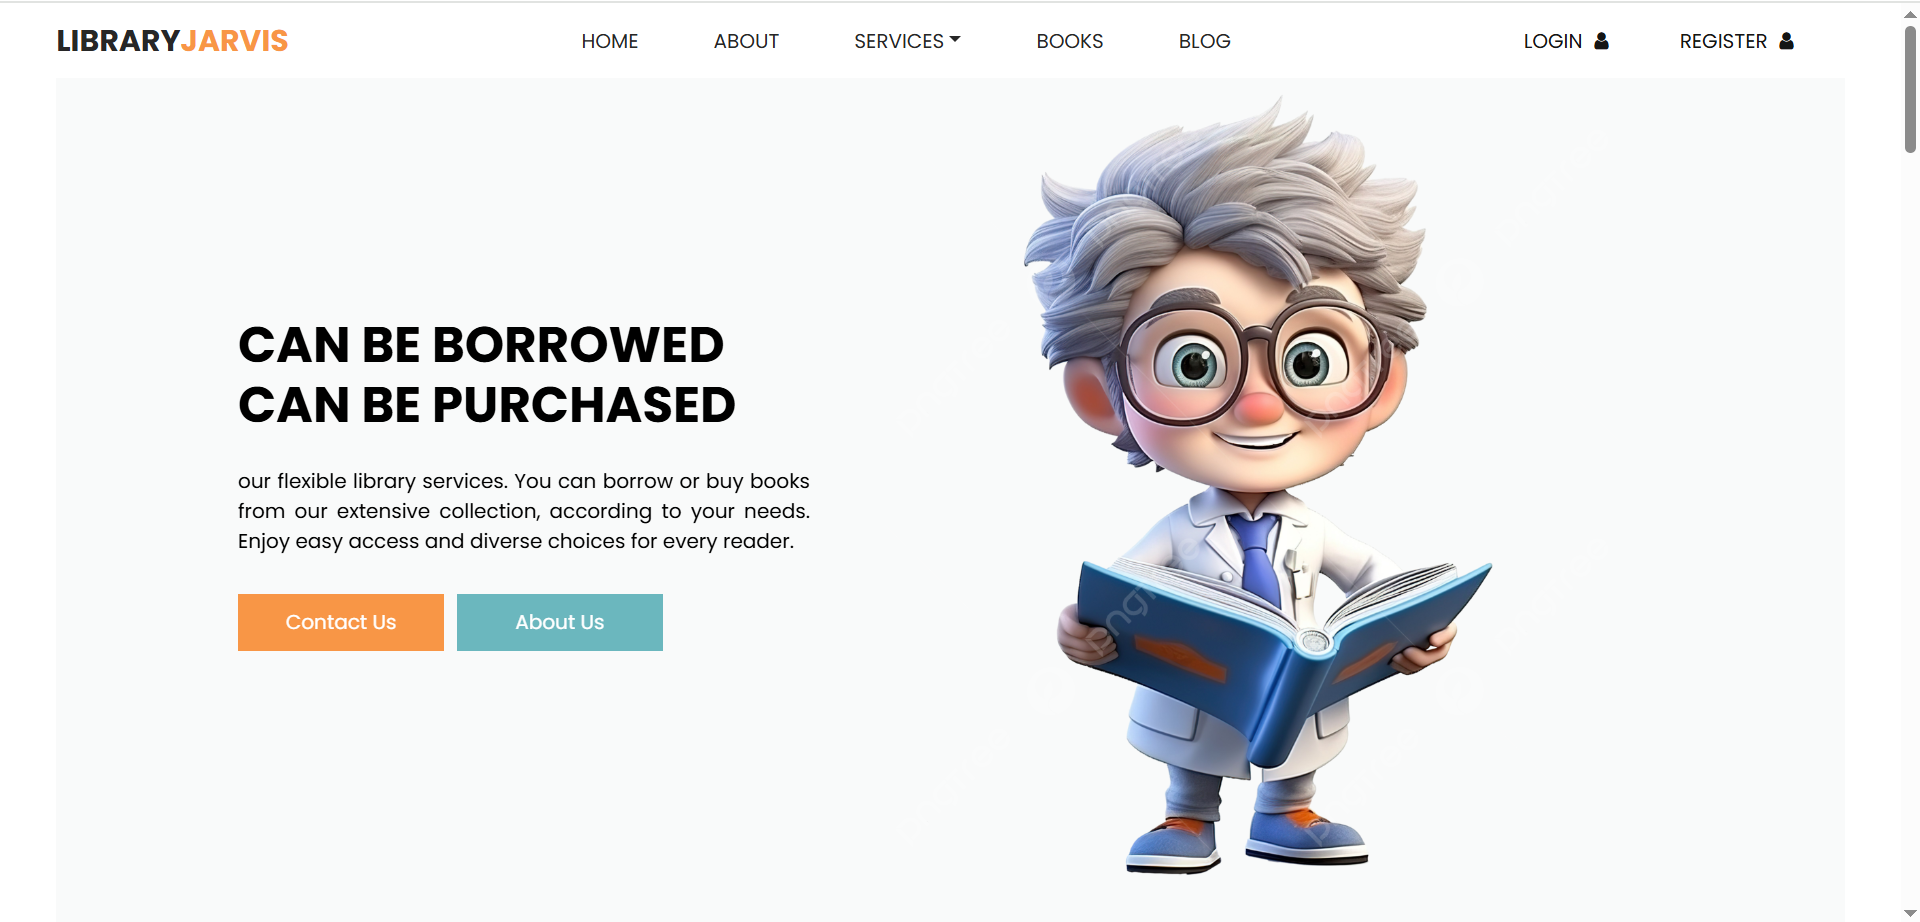 LIBRARYJARVIS
HOME
ABOUT
SERVICES
BOOKS
BLOG
LOGIN
REGISTER
CAN BE BORROWED
CAN BE PURCHASED
our flexible library services. You can borrow or buy books
from our extensive collection, according to your needs.
Enjoy easy access and diverse choices for every reader.
Contact Us
About Us